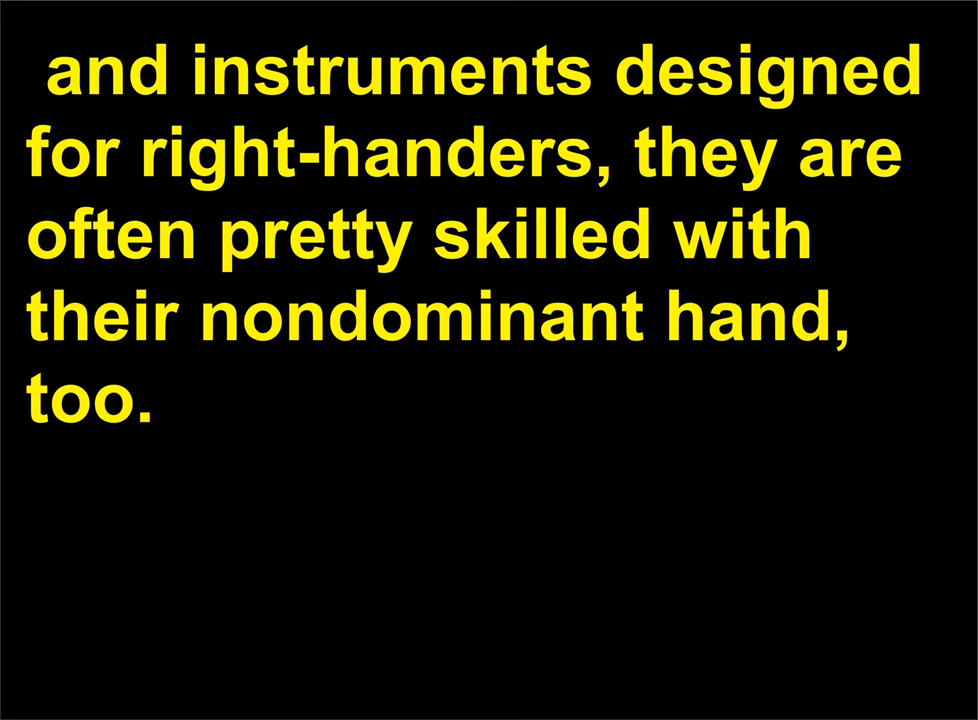 and instruments designed
for right-handers, they are
often pretty skilled with
their nondominant hand,
too.